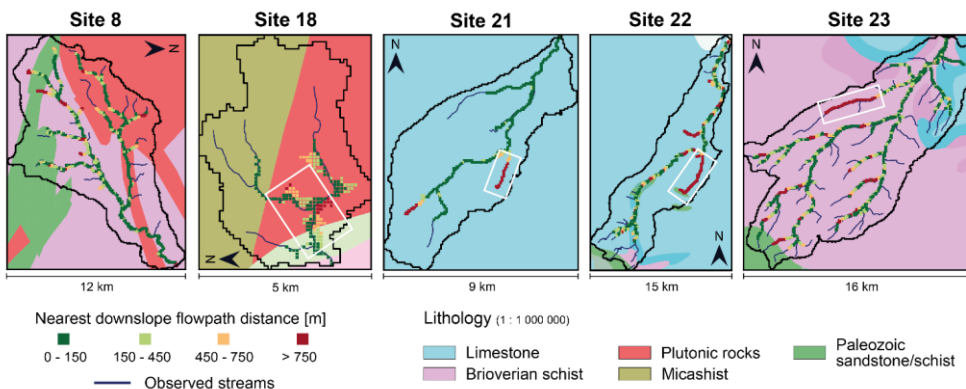 Site 8
Site 18
Site 21
Site 22
Site 23
N
N
N
N
N
12 km
5 km
9 km
15 km
16 km
Nearest downslope flowpath distance [m]
0 - 150
150 - 450
450 - 750
> 750
Observed streams
Lithology (1 : 1 000 000)
Limestone
Brioverian schist
Plutonic rocks
Micashist
Paleozoic
sandstone/schist